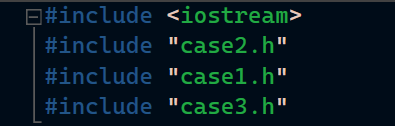 #include <iostream>
#include "case2.h"
#include "case1.h"
#include "case3.h"